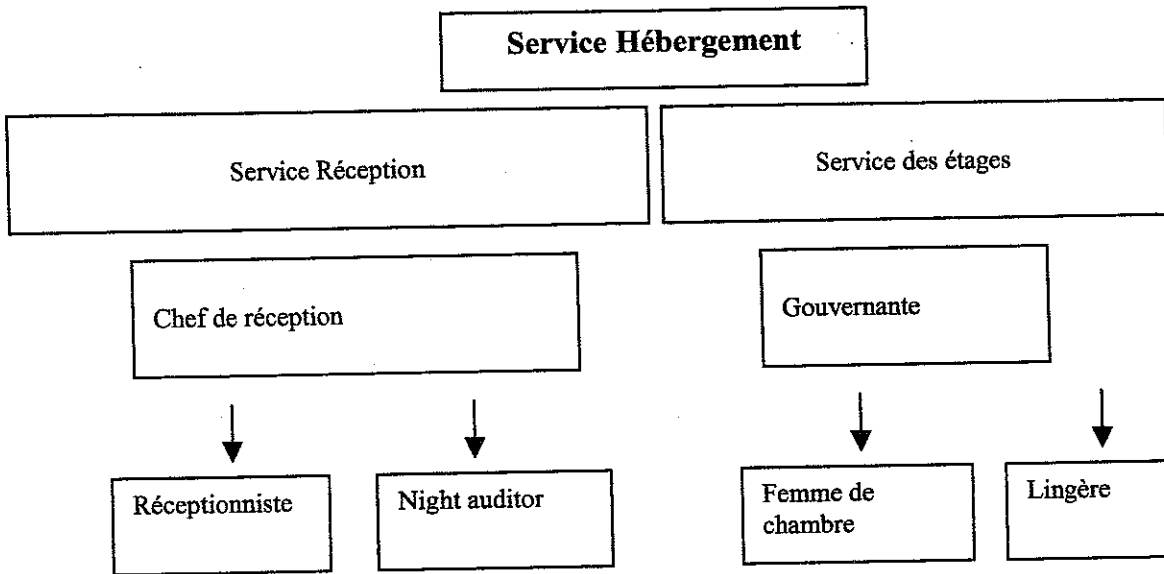 Service Hébergement
Service Réception
Service des étages
Chef de réception
Gouvernante
Réceptionniste
Night auditor
Femme de
chambre
Lingère